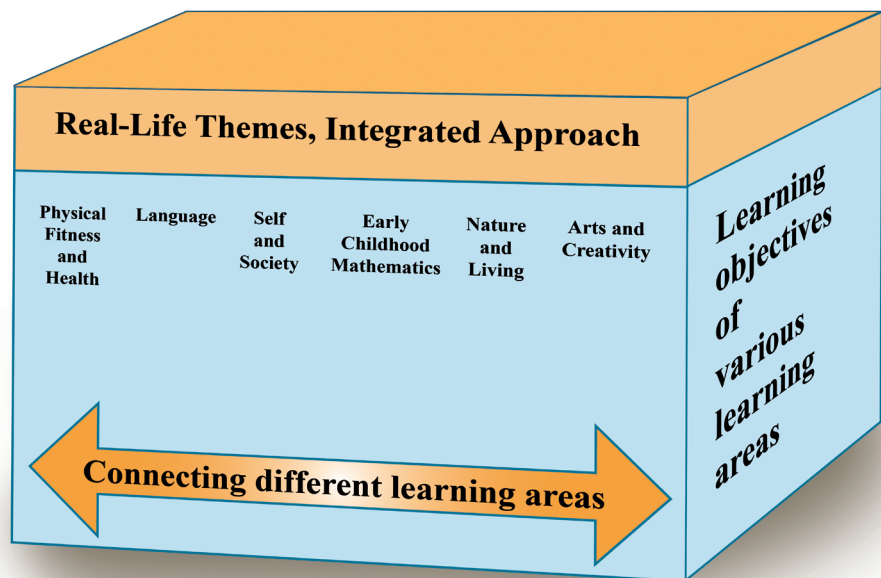 Real-Life Themes, Integrated Approach
Physical
Fitness
and
Health
Language
Self
and
Society
Early
Childhood
Mathematics
Nature
and
Living
Arts and
Creativity
Connecting different learning areas
Learning
objectives
of
various
learning
areas